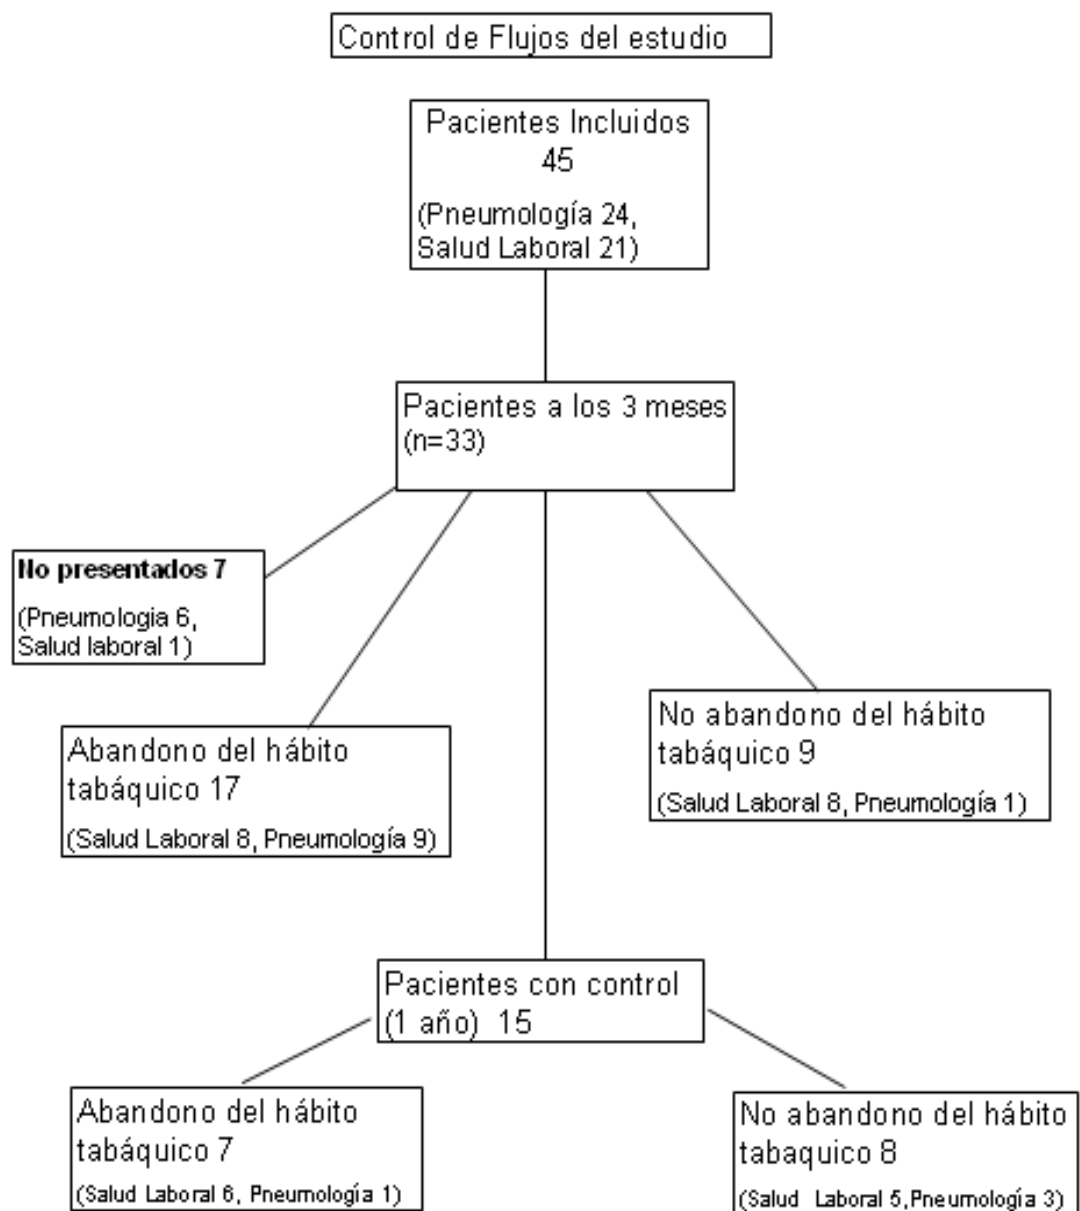 Control de Flujos del estudio
Pacientes Incluidos
45
(Pneumología 24,
Salud Laboral 21)
Pacientes a los 3 meses
(n=33)
No presentados 7
(Pneumologia 6,
Salud laboral 1)
Abandono del hábito
tabáquico 17
(Salud Laboral 8, Pneumología 9)
No abandono del hábito
tabáquico 9
(Salud Laboral 8, Pneumología 1)
Pacientes con control
(1 año) 15
Abandono del hábito
tabáquico 7
(Salud Laboral 6, Pneumología 1)
No abandono del hábito
tabaquico 8
(Salud Laboral 5,Pneumología 3)